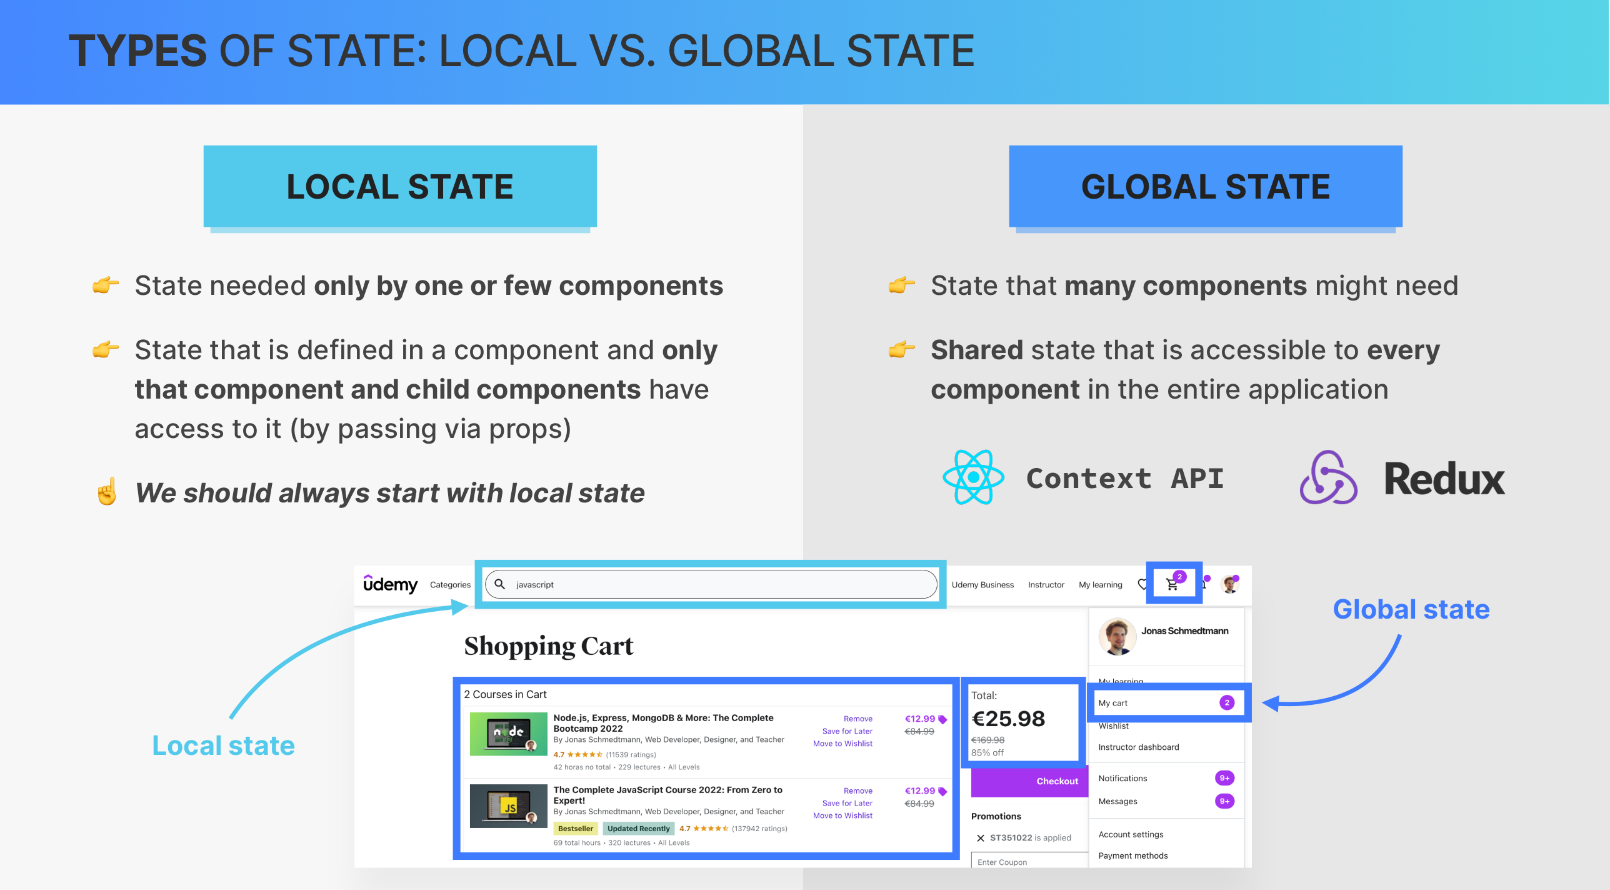 TYPES OF STATE: LOCAL VS. GLOBAL STATE
LOCAL STATE
👉 State needed only by one or few components
👉 State that is defined in a component and only
that component and child components have
access to it (by passing via props)
☝️ We should always start with local state
GLOBAL STATE
👉 State that many components might need
👉 Shared state that is accessible to every
component in the entire application
Context API
Redux
Local state
Global state
udemy Categories javascript Udemy Business Instructor My learning 2
Shopping Cart
2 Courses in Cart
Node.js, Express, MongoDB & More: The Complete
Bootcamp 2022
By Jonas Schmedtmann, Web Developer, Designer, and Teacher
4.7 ★★★★★ (11539 ratings)
42 horas no total • 229 lectures • All Levels
Remove
Save for Later
Move to Wishlist
€12.99
€84.99
The Complete JavaScript Course 2022: From Zero to
Expert!
By Jonas Schmedtmann, Web Developer, Designer, and Teacher
Bestseller Updated Recently 4.7 ★★★★★ (137942 ratings)
69 total hours • 320 lectures • All Levels
Remove
Save for Later
Move to Wishlist
€12.99
€84.99
node
JS
Total:
€25.98
€169.98
85% off
Checkout
Promotions
× ST351022 is applied
Enter Coupon
Jonas Schmedtmann
My learning
My cart 2
Wishlist
Instructor dashboard
Notifications 9+
Messages 9+
Account settings
Payment methods